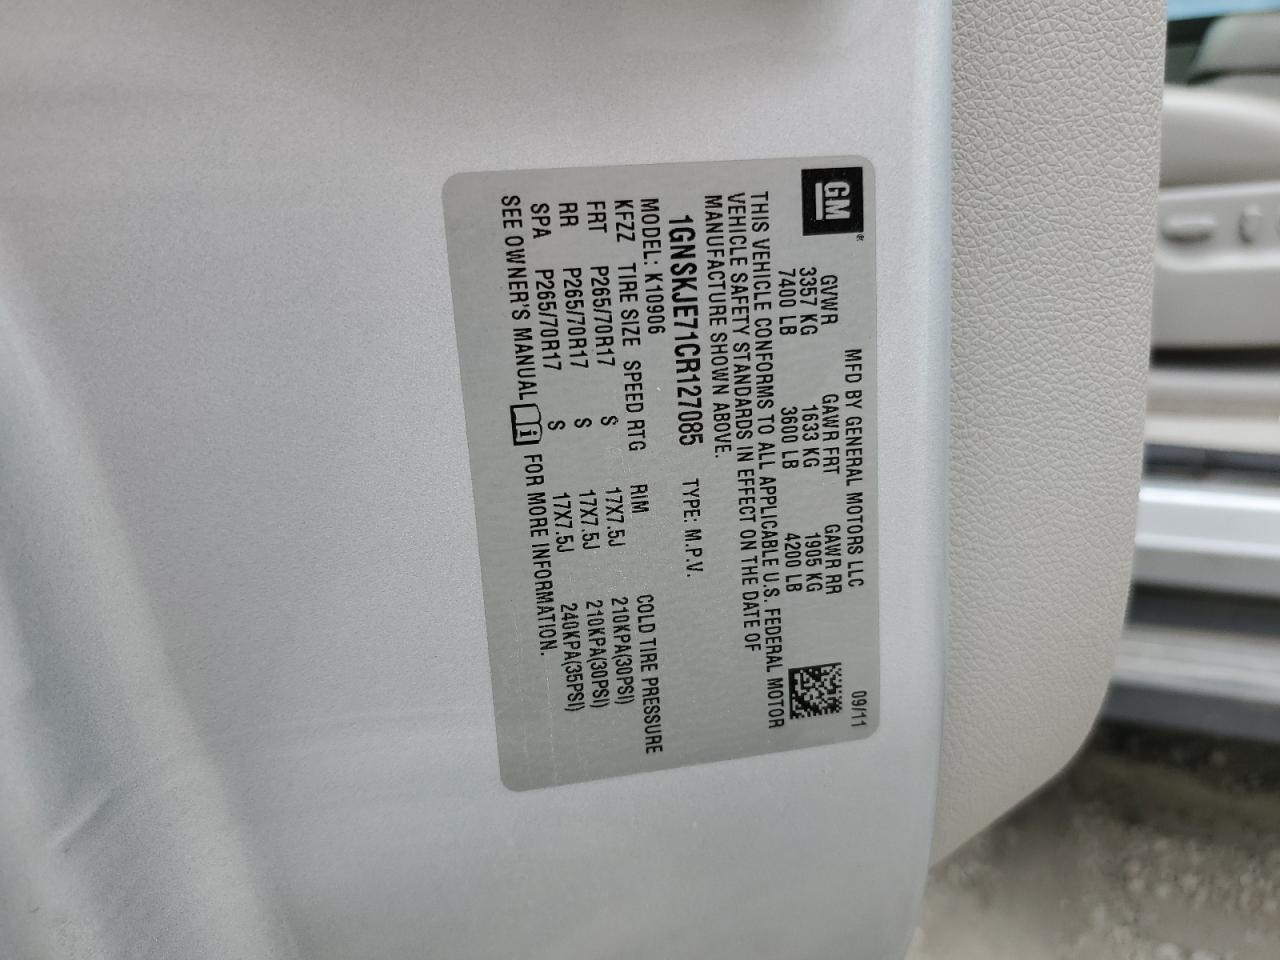 GM
MFD BY GENERAL MOTORS LLC 09/11
GVWR GAWR FRT GAWR RR
3357 KG 1633 KG 1905 KG
7400 LB 3600 LB 4200 LB
THIS VEHICLE CONFORMS TO ALL APPLICABLE U.S. FEDERAL MOTOR
VEHICLE SAFETY STANDARDS IN EFFECT ON THE DATE OF
MANUFACTURE SHOWN ABOVE.
1GNSKJE71CR127085 TYPE: M.P.V.
MODEL: K10906
KFZZ TIRE SIZE SPEED RTG RIM COLD TIRE PRESSURE
FRT P265/70R17 S 17X7.5J 210KPA(30PSI)
RR P265/70R17 S 17X7.5J 210KPA(30PSI)
SPA P265/70R17 S 17X7.5J 240KPA(35PSI)
SEE OWNER'S MANUAL i FOR MORE INFORMATION.